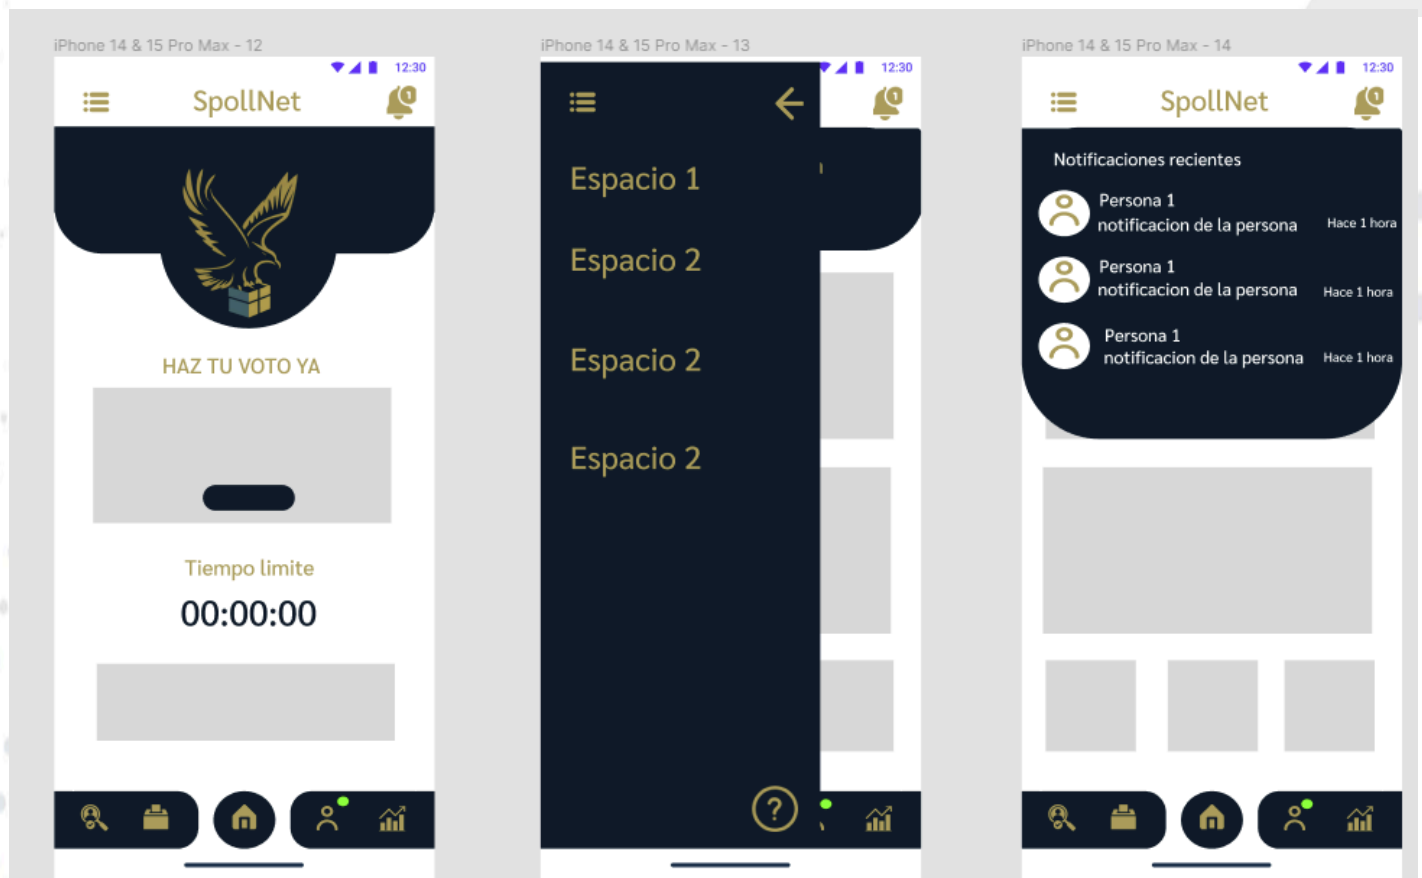 iPhone 14 & 15 Pro Max - 12
12:30
SpollNet
1
HAZ TU VOTO YA
Tiempo limite
00:00:00
iPhone 14 & 15 Pro Max - 13
12:30
1
Espacio 1
Espacio 2
Espacio 2
Espacio 2
?
iPhone 14 & 15 Pro Max - 14
12:30
SpollNet
1
Notificaciones recientes
Persona 1
notificacion de la persona Hace 1 hora
Persona 1
notificacion de la persona Hace 1 hora
Persona 1
notificacion de la persona Hace 1 hora